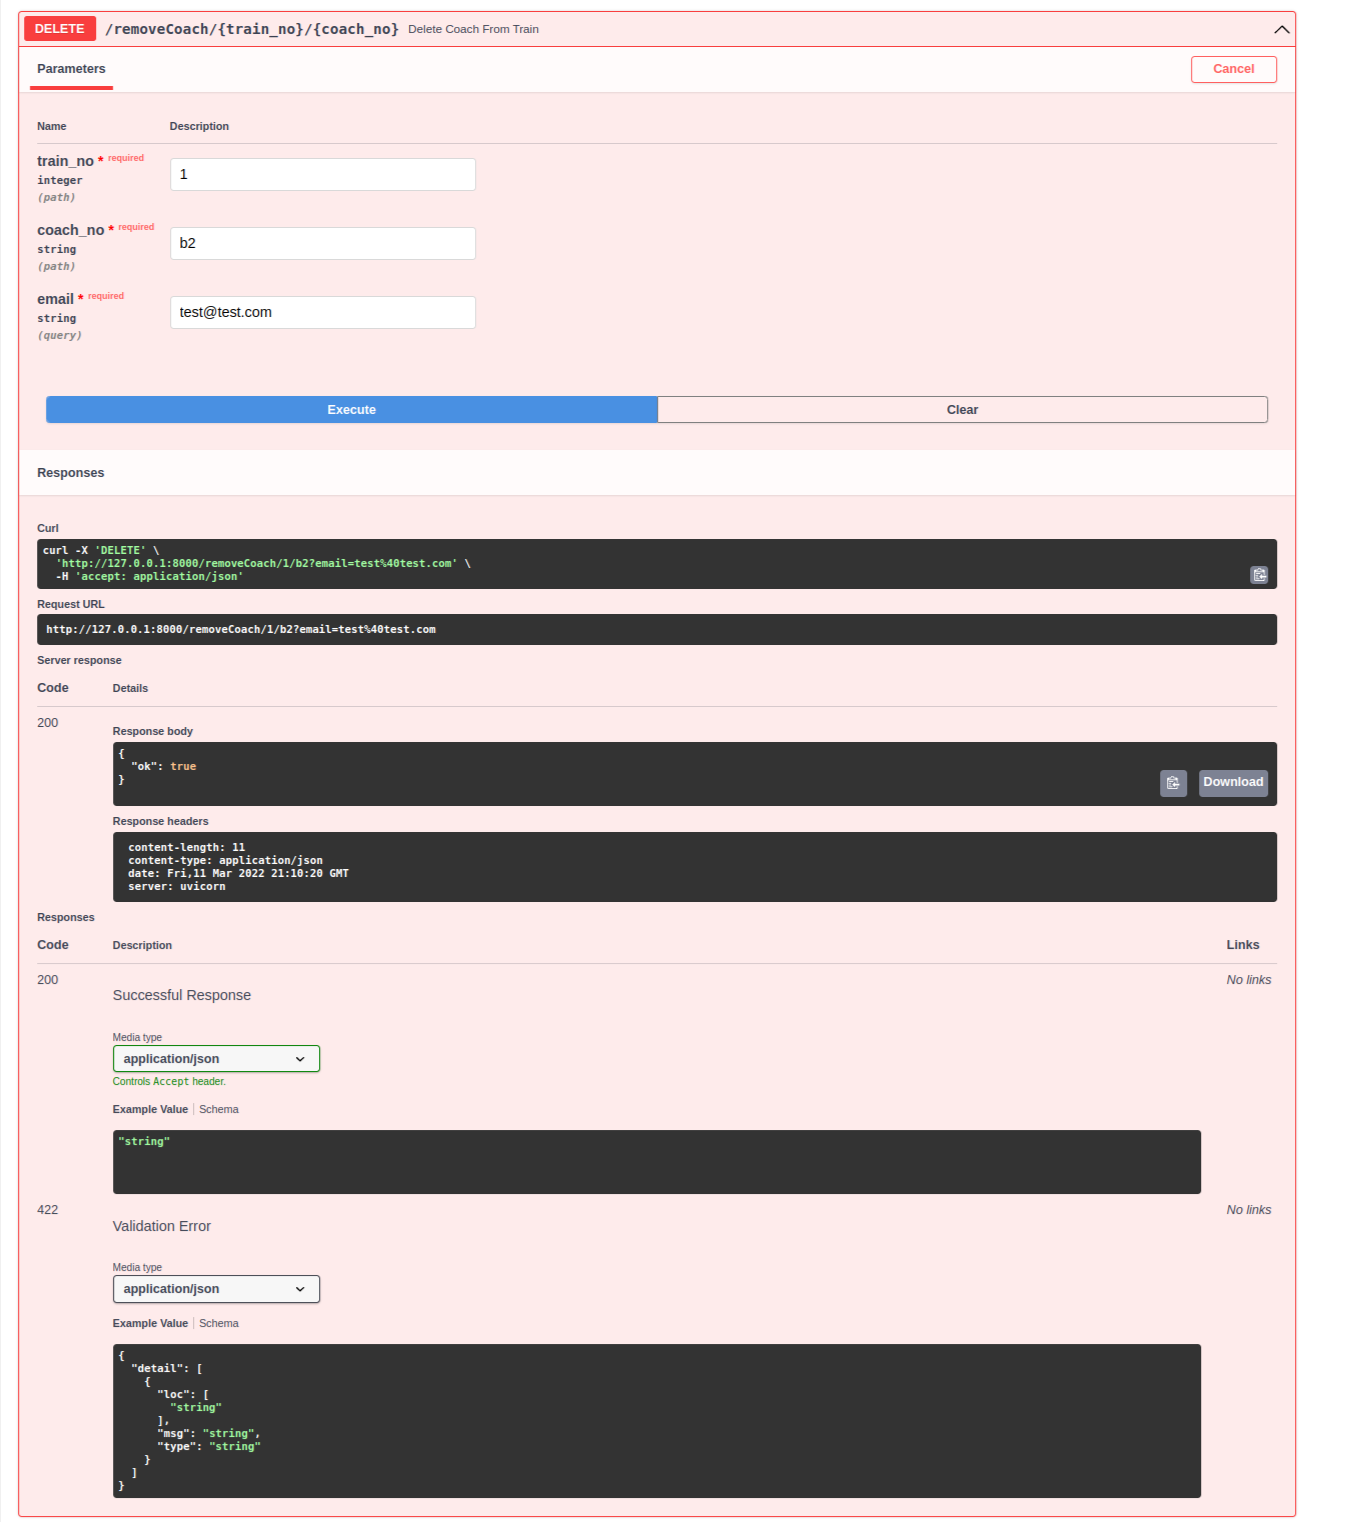 DELETE /removeCoach/{train_no}/{coach_no} Delete Coach From Train
Parameters
Cancel
Name Description
train_no * required
integer
(path)
1
coach_no * required
string
(path)
b2
email * required
string
(query)
test@test.com
Execute Clear
Responses
Curl
curl -X 'DELETE' \
  'http://127.0.0.1:8000/removeCoach/1/b2?email=test%40test.com' \
  -H 'accept: application/json'
Request URL
http://127.0.0.1:8000/removeCoach/1/b2?email=test%40test.com
Server response
Code Details
200
Response body
{
  "ok": true
}
Download
Response headers
content-length: 11
content-type: application/json
date: Fri,11 Mar 2022 21:10:20 GMT
server: uvicorn
Responses
Code Description Links
200 No links
Successful Response
Media type
application/json
Controls Accept header.
Example Value Schema
"string"
422 No links
Validation Error
Media type
application/json
Example Value Schema
{
  "detail": [
    {
      "loc": [
        "string"
      ],
      "msg": "string",
      "type": "string"
    }
  ]
}